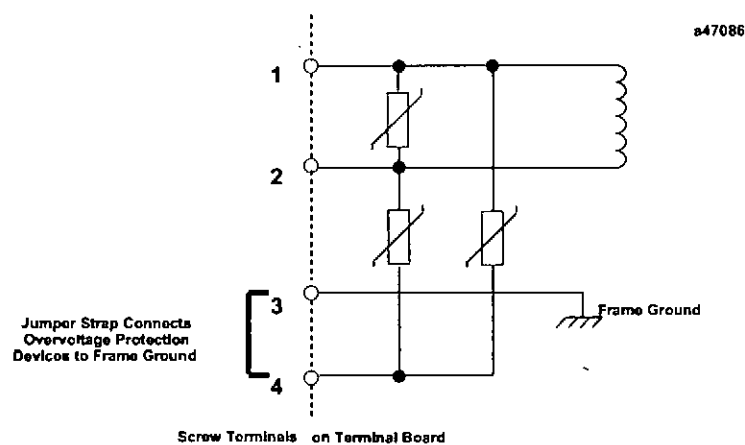 a47086
1
2
3
Frame Ground
Jumper Strap Connects
Overvoltage Protection
Devices to Frame Ground
4
Screw Terminals on Terminal Board